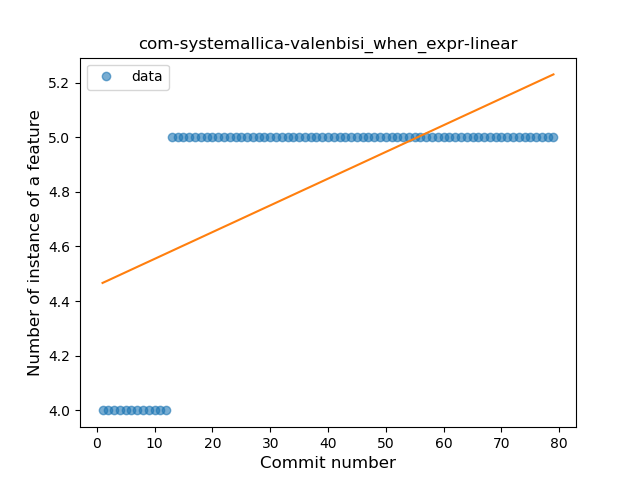 com-systemallica-valenbisi_when_expr-linear
data
Number of instance of a feature
5.2
5.0
4.8
4.6
4.4
4.2
4.0
0 10 20 30 40 50 60 70 80
Commit number